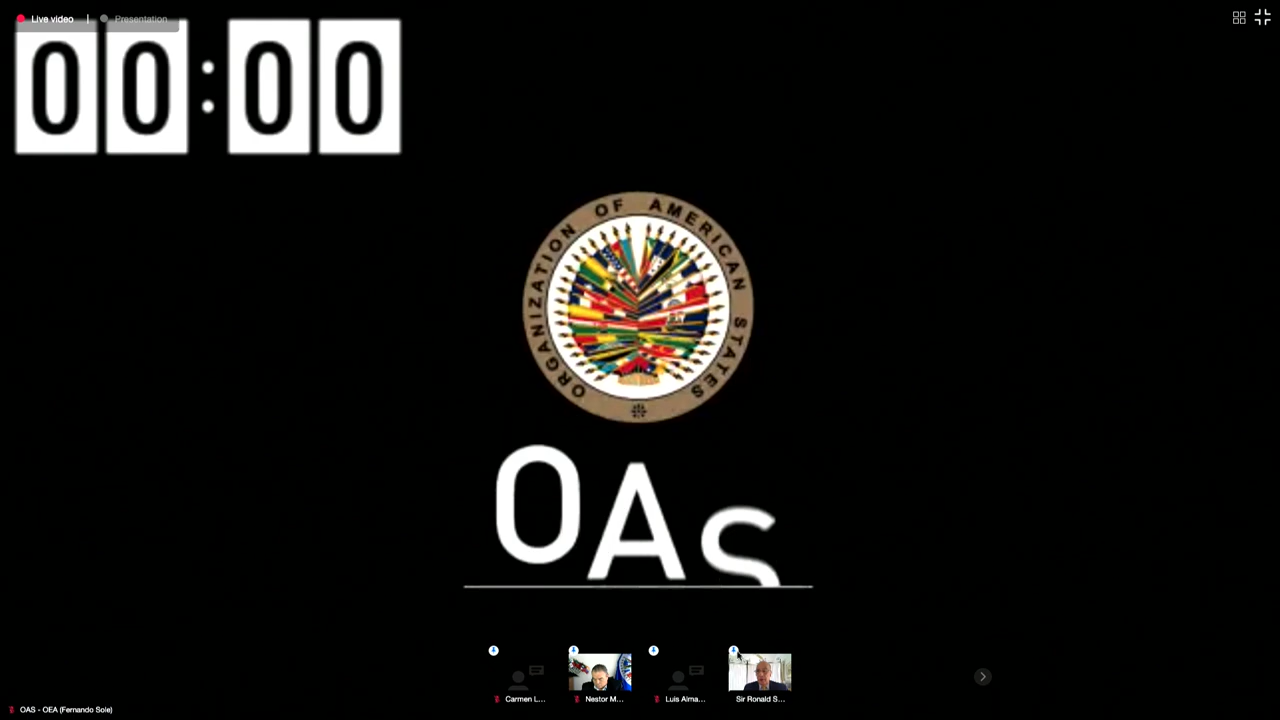 Live video | Presentation
00:00
ORGANIZATION OF AMERICAN STATES
OAS
Carmen L...
Nestor M...
Luis Alma...
Sir Ronald S...
OAS - OEA (Fernando Sole)